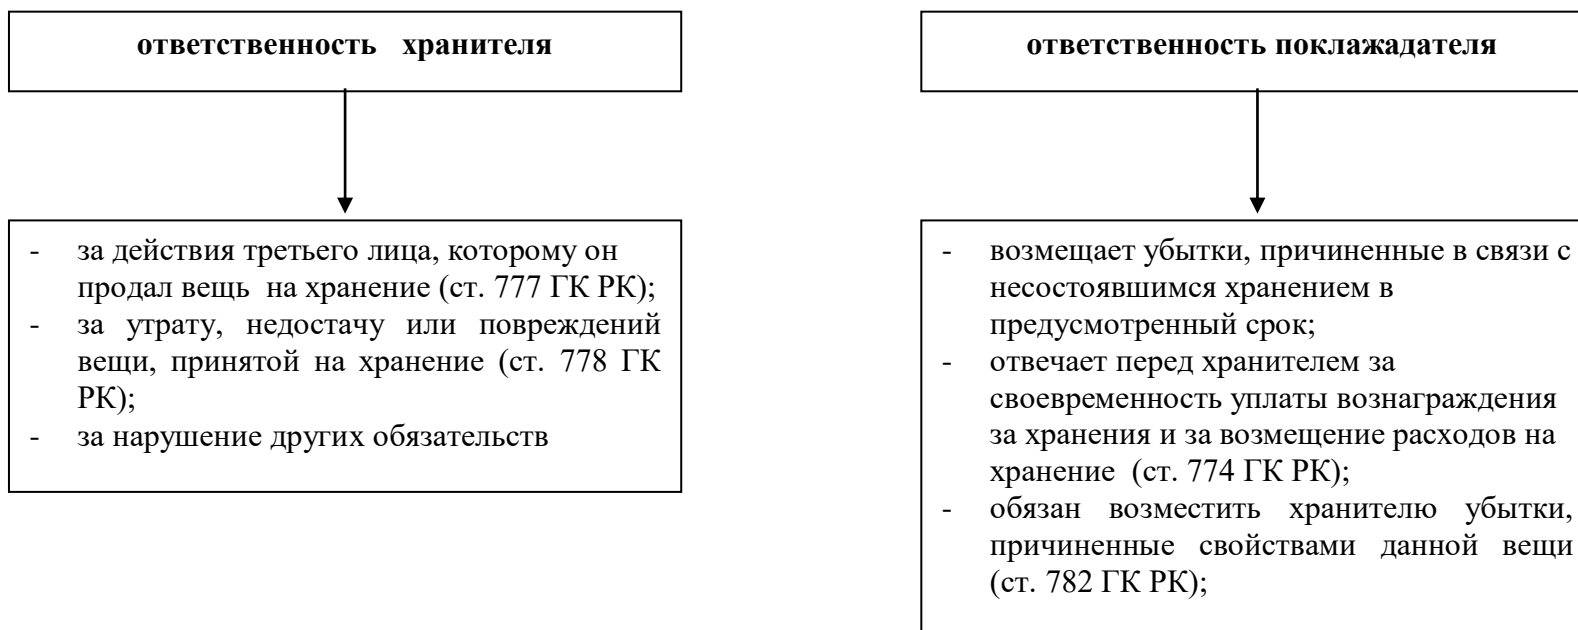 ответственность хранителя
- за действия третьего лица, которому он
продал вещь на хранение (ст. 777 ГК РК);
- за утрату, недостачу или повреждений
вещи, принятой на хранение (ст. 778 ГК
РК);
- за нарушение других обязательств
ответственность поклажадателя
- возмещает убытки, причиненные в связи с
несостоявшимся хранением в
предусмотренный срок;
- отвечает перед хранителем за
своевременность уплаты вознаграждения
за хранения и за возмещение расходов на
хранение (ст. 774 ГК РК);
- обязан возместить хранителю убытки,
причиненные свойствами данной вещи
(ст. 782 ГК РК);